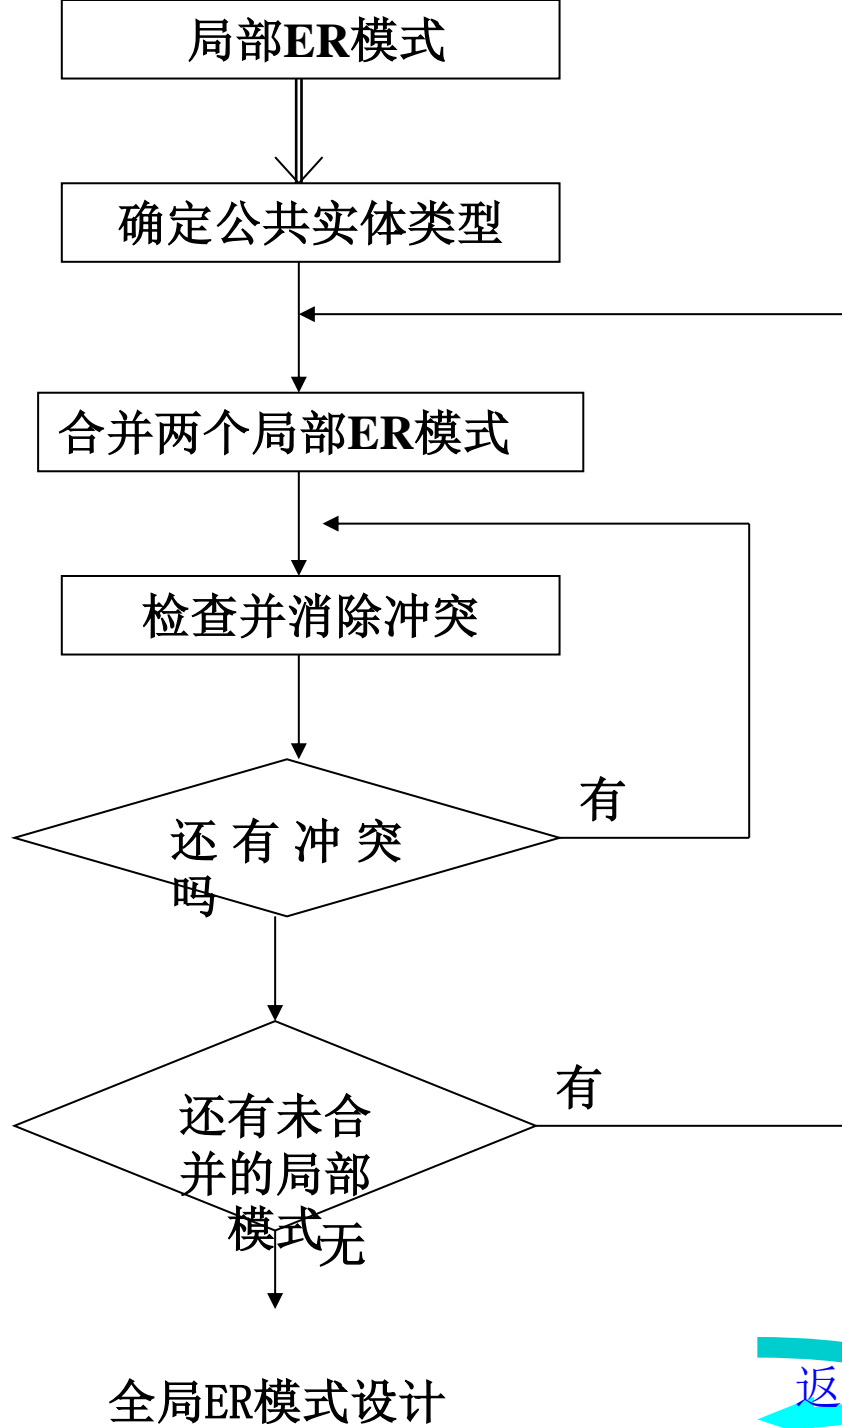 局部ER模式
确定公共实体类型
合并两个局部ER模式
检查并消除冲突
有
还有冲突
吗
有
还有未合
并的局部
模式
无
全局ER模式设计
返